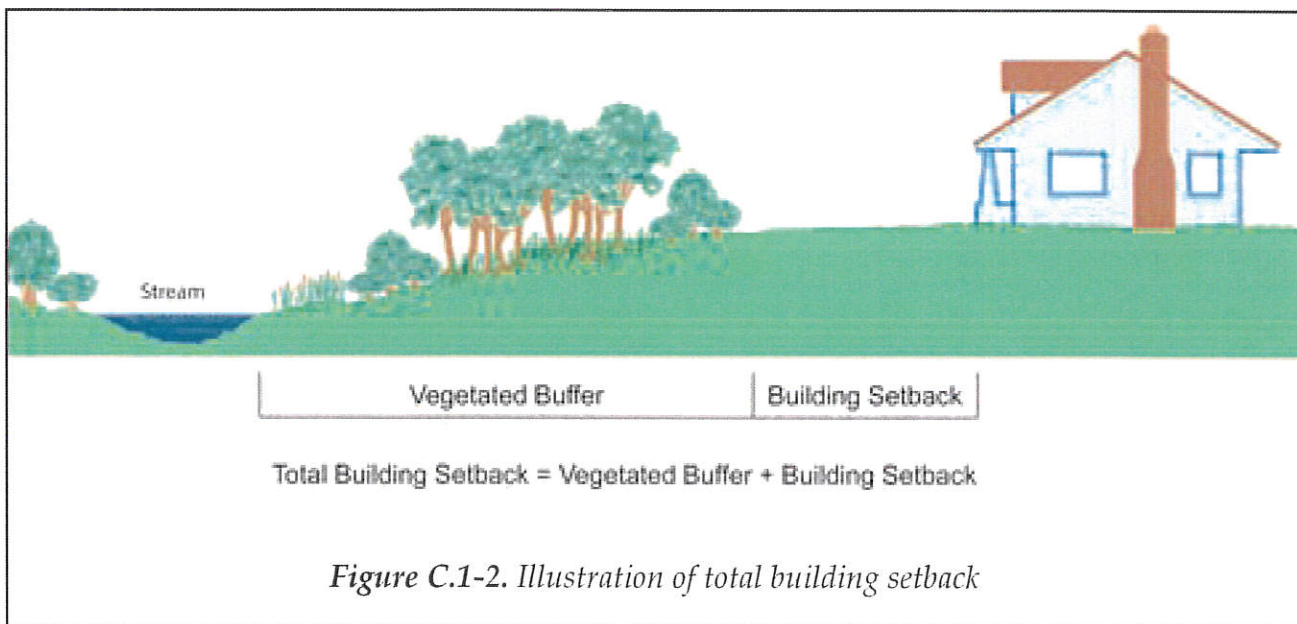 Stream
Vegetated Buffer
Building Setback
Total Building Setback = Vegetated Buffer + Building Setback
Figure C.1-2. Illustration of total building setback